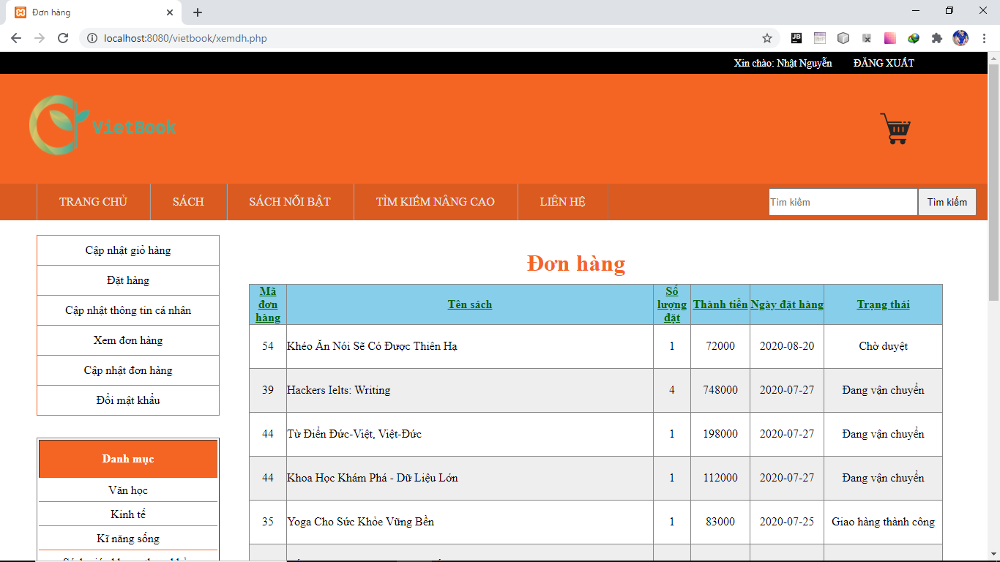 Đơn hàng
localhost:8080/vietbook/xemdh.php
Xin chào: Nhật Nguyễn ĐĂNG XUẤT
VietBook
TRANG CHỦ SÁCH SÁCH NỖI BẬT TÌM KIẾM NÂNG CAO LIÊN HỆ Tìm kiếm Tìm kiếm
Cập nhật giỏ hàng
Đặt hàng
Cập nhật thông tin cá nhân
Xem đơn hàng
Cập nhật đơn hàng
Đổi mật khẩu
Danh mục
Văn học
Kinh tế
Kĩ năng sống
Đơn hàng
Mã đơn hàng Tên sách Số lượng đặt Thành tiền Ngày đặt hàng Trạng thái
54 Khéo Ăn Nói Sẽ Có Được Thiên Hạ 1 72000 2020-08-20 Chờ duyệt
39 Hackers Ielts: Writing 4 748000 2020-07-27 Đang vận chuyển
44 Từ Điển Đức-Việt, Việt-Đức 1 198000 2020-07-27 Đang vận chuyển
44 Khoa Học Khám Phá - Dữ Liệu Lớn 1 112000 2020-07-27 Đang vận chuyển
35 Yoga Cho Sức Khỏe Vững Bền 1 83000 2020-07-25 Giao hàng thành công